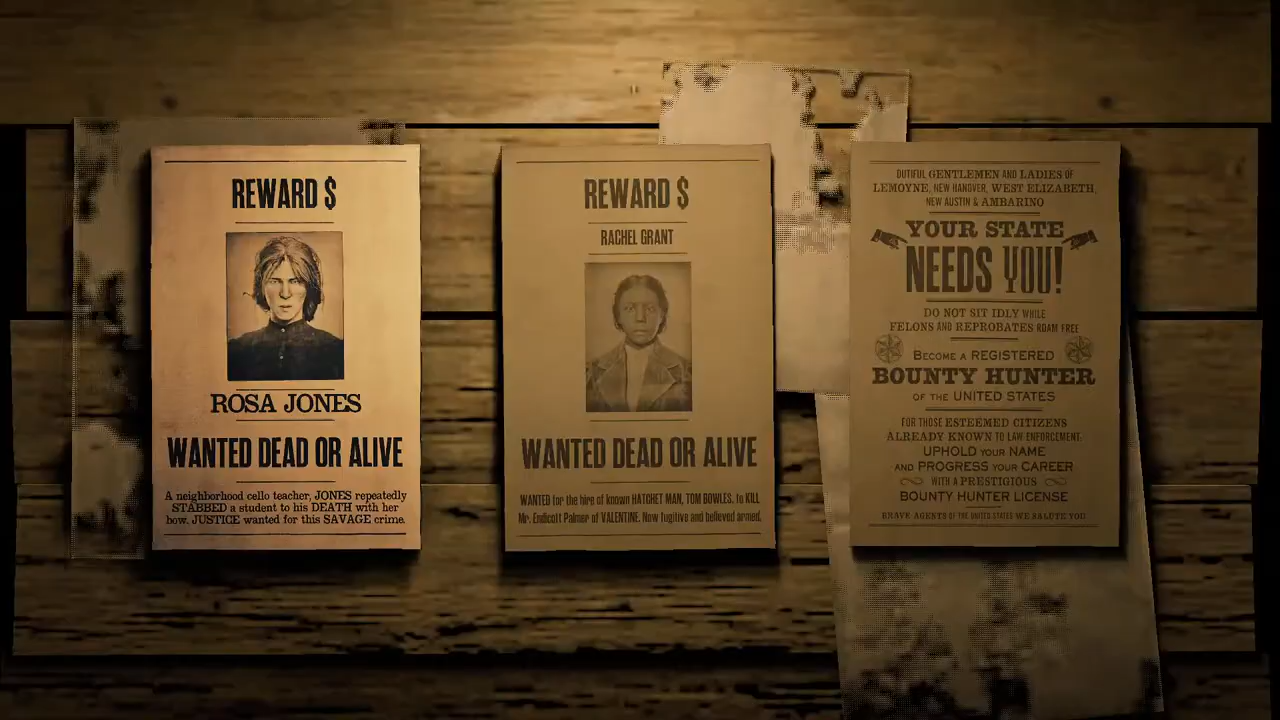 REWARD $
ROSA JONES
WANTED DEAD OR ALIVE
A neighborhood cello teacher, JONES repeatedly
STABBED a student to his DEATH with her
bow. JUSTICE wanted for this SAVAGE crime.
REWARD $
RACHEL GRANT
WANTED DEAD OR ALIVE
WANTED for the hire of known HATCHET MAN, TOM BOWLES, to KILL
Mr. Endicott Palmer of VALENTINE. Now fugitive and believed armed.
DUTIFUL GENTLEMEN AND LADIES OF
LEMOYNE, NEW HANOVER, WEST ELIZABETH,
NEW AUSTIN & AMBARINO
YOUR STATE
NEEDS YOU!
DO NOT SIT IDLY WHILE
FELONS AND REPROBATES ROAM FREE
BECOME A REGISTERED
BOUNTY HUNTER
OF THE UNITED STATES
FOR THOSE ESTEEMED CITIZENS
ALREADY KNOWN TO LAW ENFORCEMENT,
UPHOLD YOUR NAME
AND PROGRESS YOUR CAREER
WITH A PRESTIGIOUS
BOUNTY HUNTER LICENSE
BRAVE AGENTS OF THE UNITED STATES WE SALUTE YOU